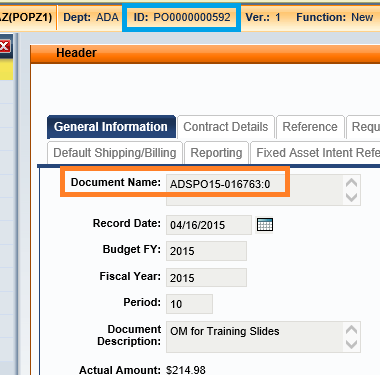 AZ(POPZ1) Dept: ADA ID: PO0000000592 Ver.: 1 Function: New
Header
General Information Contract Details Reference
Default Shipping/Billing Reporting Fixed Asset Intent
Document Name: ADSPO15-016763:0
Record Date: 04/16/2015
Budget FY: 2015
Fiscal Year: 2015
Period: 10
Document Description: OM for Training Slides
Actual Amount: $214.98